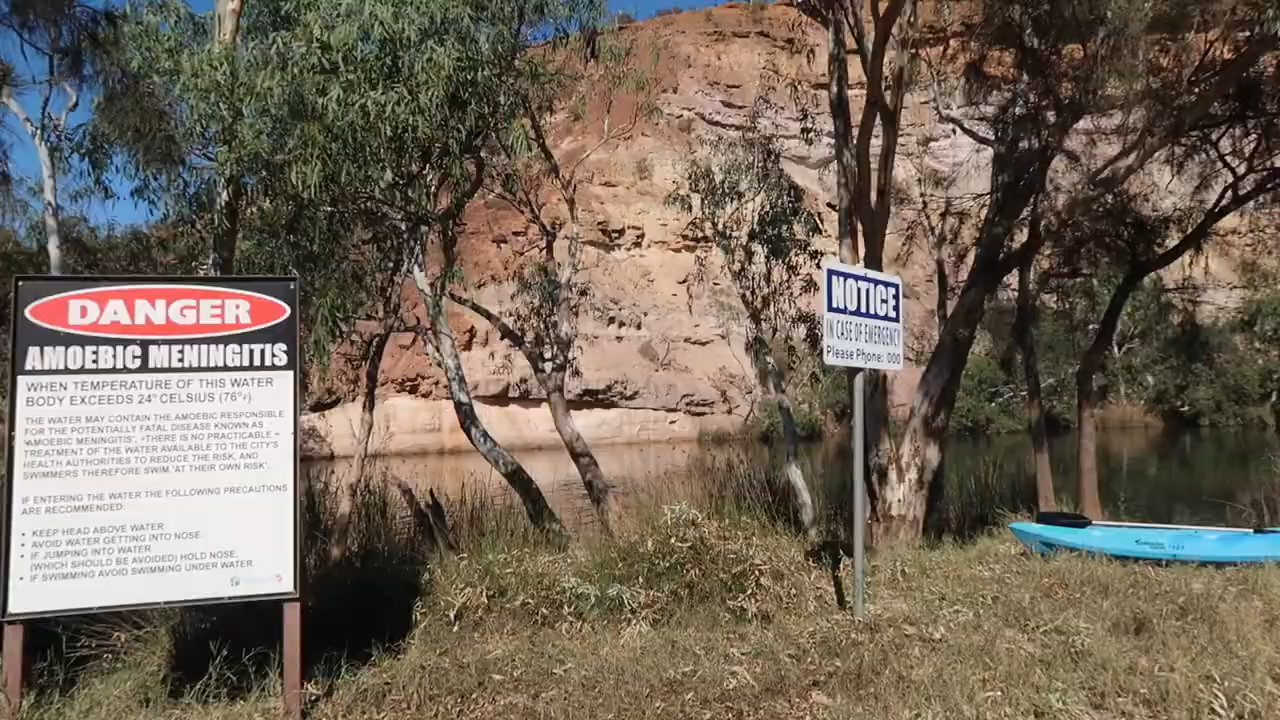 DANGER
AMOEBIC MENINGITIS
WHEN TEMPERATURE OF THIS WATER
BODY EXCEEDS 24° CELSIUS (76°F)
THE WATER MAY CONTAIN THE AMOEBIC RESPONSIBLE
FOR THE POTENTIALLY FATAL DISEASE KNOWN AS
'AMOEBIC MENINGITIS'. -THERE IS NO PRACTICABLE -
TREATMENT OF THE WATER AVAILABLE TO THE CITY'S
HEALTH AUTHORITIES TO REDUCE THE RISK, AND
SWIMMERS THEREFORE SWIM 'AT THEIR OWN RISK'.
IF ENTERING THE WATER THE FOLLOWING PRECAUTIONS
ARE RECOMMENDED:
• KEEP HEAD ABOVE WATER
• AVOID WATER GETTING INTO NOSE.
• IF JUMPING INTO WATER
(WHICH SHOULD BE AVOIDED) HOLD NOSE.
• IF SWIMMING AVOID SWIMMING UNDER WATER.
NOTICE
IN CASE OF EMERGENCY
Please Phone: 000